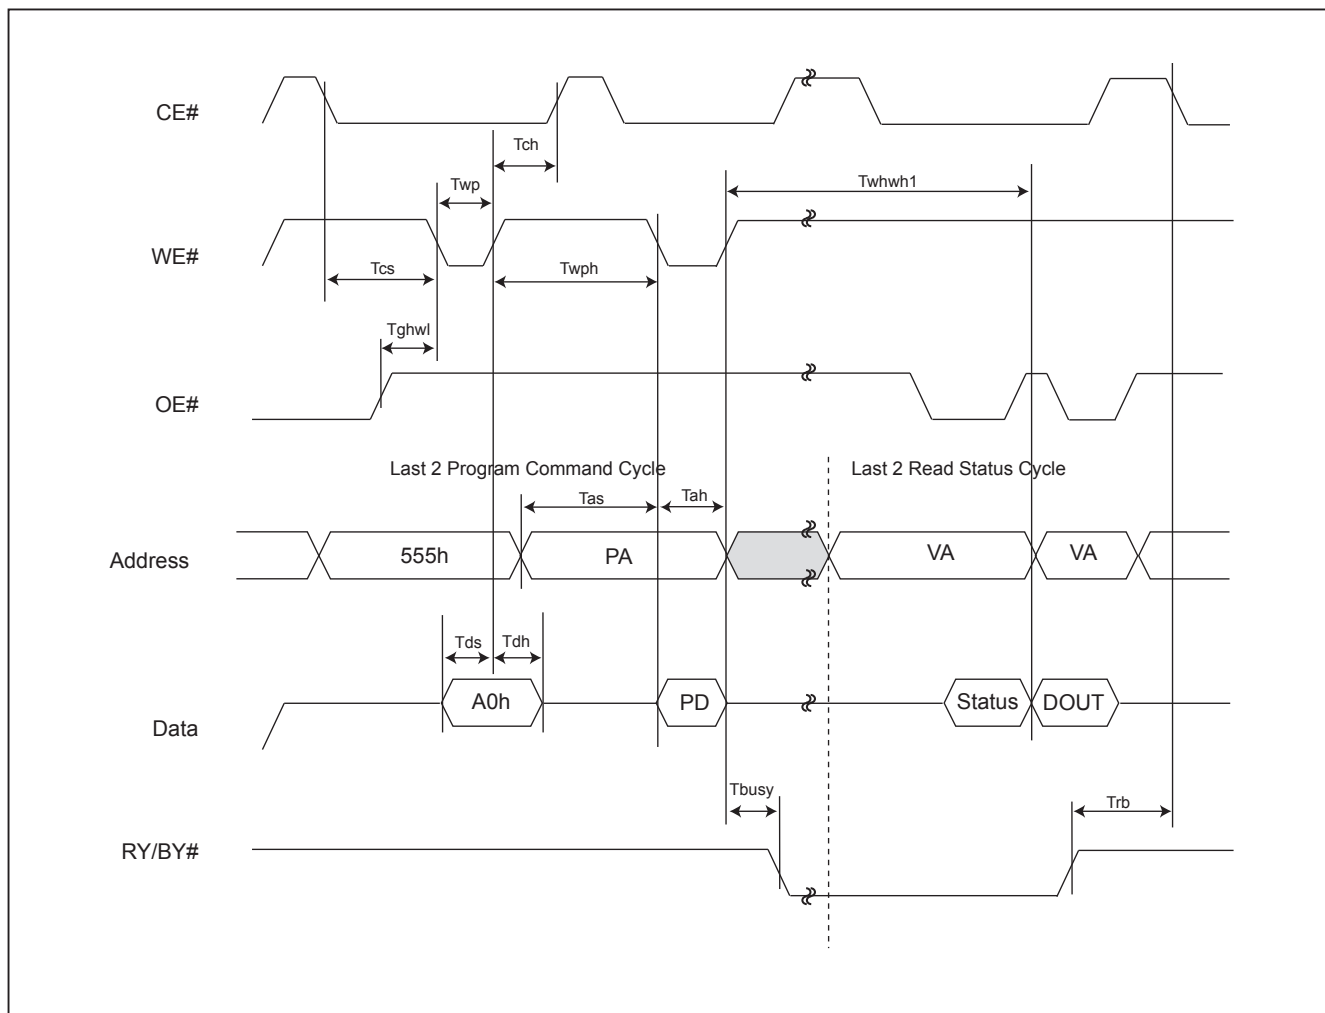 CE#
Tch
Twp
Twhwh1
WE#
Tcs
Twph
Tghwl
OE#
Last 2 Program Command Cycle
Last 2 Read Status Cycle
Tas
Tah
Address
555h
PA
VA
VA
Tds
Tdh
Data
A0h
PD
Status
DOUT
Tbusy
Trb
RY/BY#